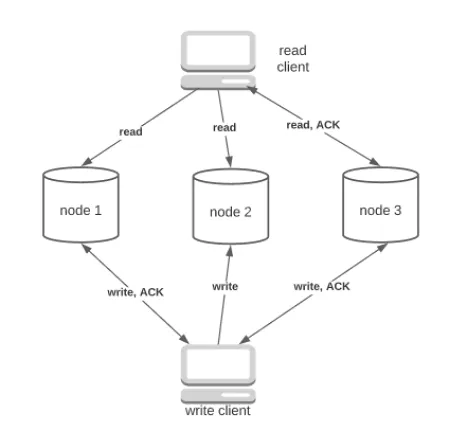 read
client
read
read
read, ACK
node 1
node 2
node 3
write, ACK
write
write, ACK
write client